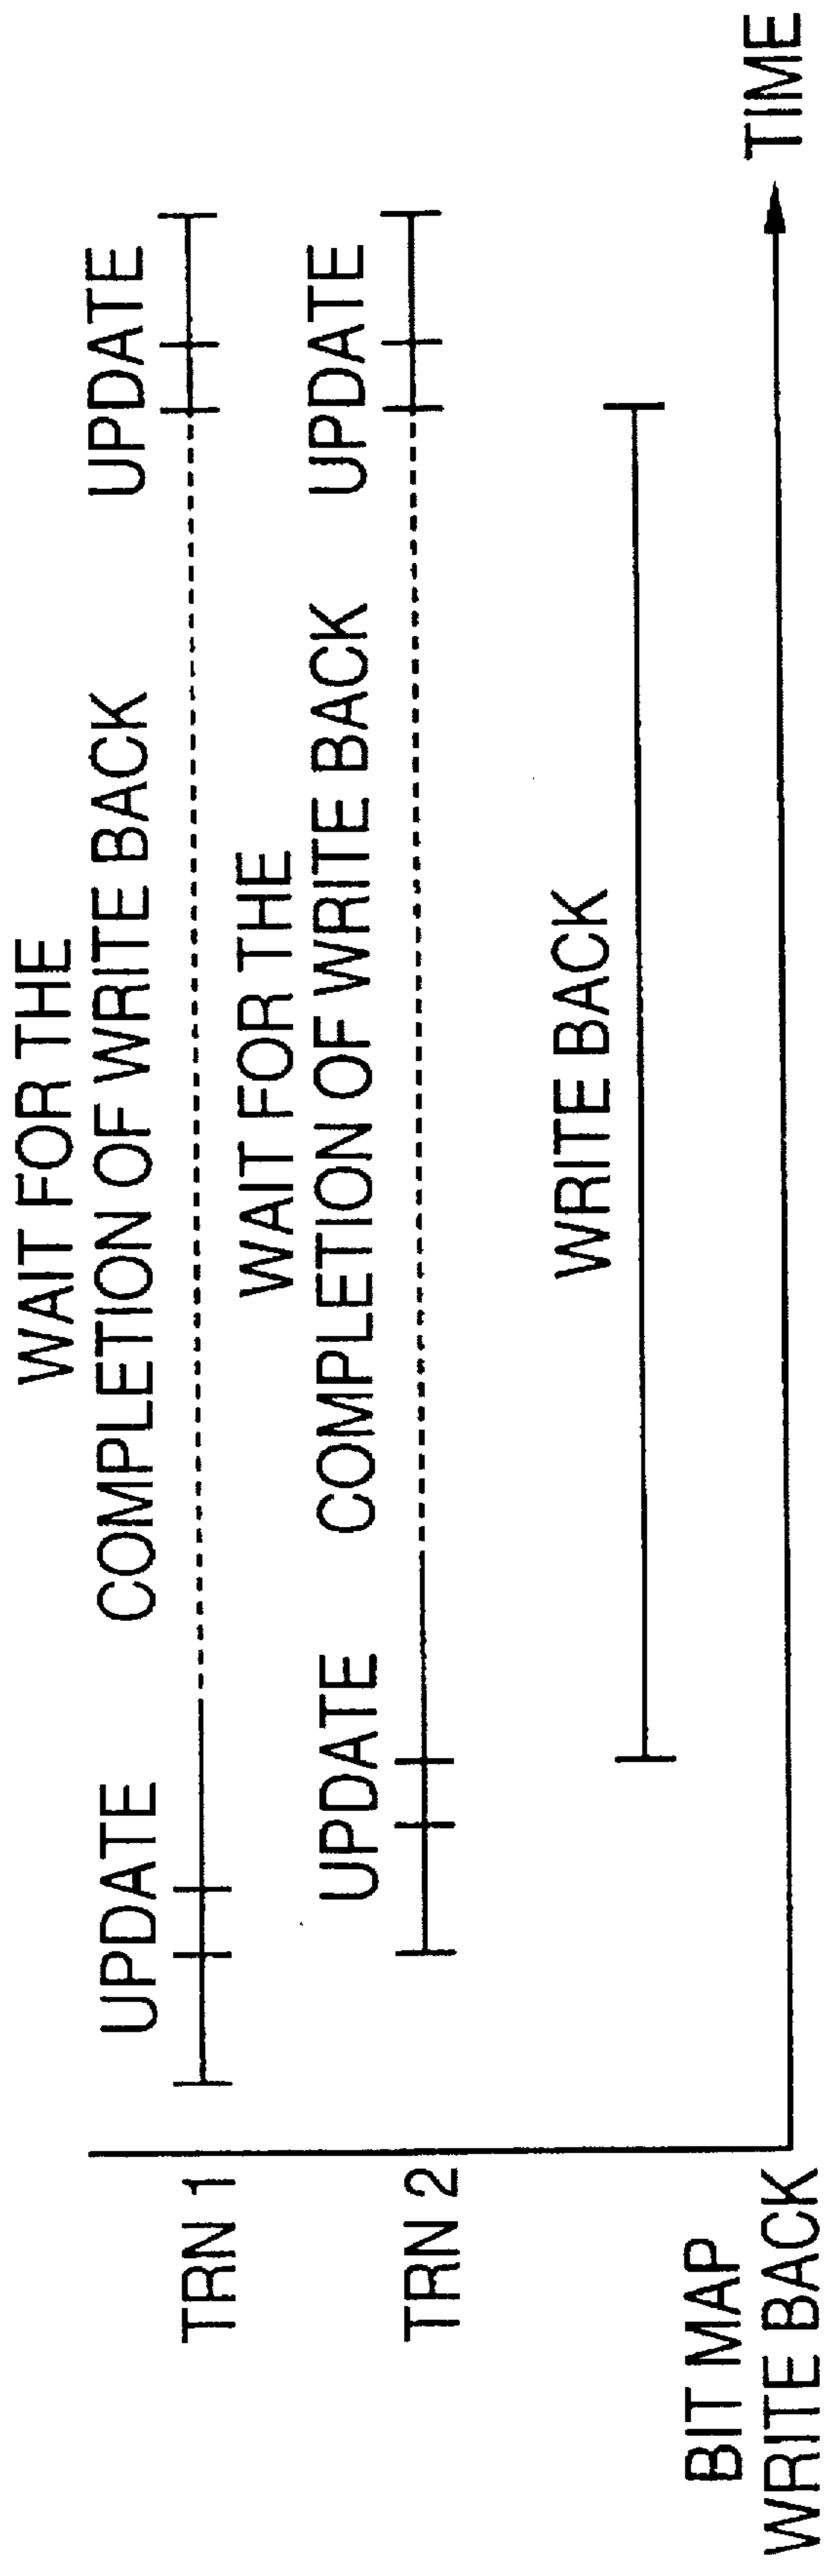 WAIT FOR THE
COMPLETION OF WRITE BACK
UPDATE
UPDATE
TRN 1
WAIT FOR THE
COMPLETION OF WRITE BACK
UPDATE
UPDATE
TRN 2
WRITE BACK
BIT MAP
WRITE BACK
TIME